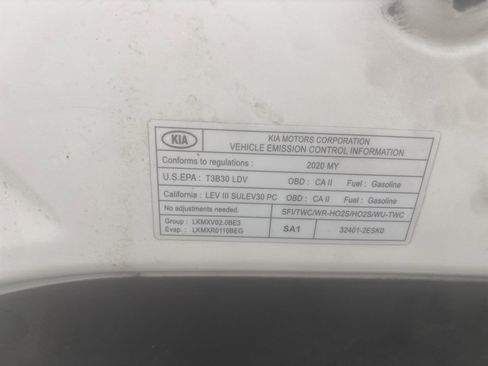 KIA
KIA MOTORS CORPORATION
VEHICLE EMISSION CONTROL INFORMATION
Conforms to regulations : 2020 MY
U.S.EPA : T3B30 LDV OBD : CA II Fuel : Gasoline
California : LEV III SULEV30 PC OBD : CA II Fuel : Gasoline
No adjustments needed. SFI/TWC/WR-HO2S/HO2S/WU-TWC
Group : LKMXV02.0BE3
Evap. : LKMXR0110BEG SA1 32401-2ESK0